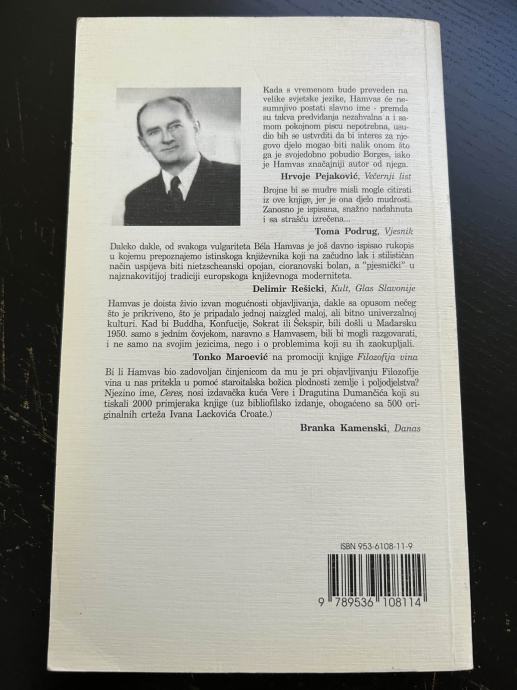 Kada s vremenom bude preveden na
velike svjetske jezike, Hamvas će ne-
sumnjivo postati slavno ime - premda
su takva predviđanja nezahvalna a i sa-
mom pokojnom piscu nepotrebna, usu-
dio bih se ustvrditi da bi interes za nje-
govo djelo mogao biti nalik onom što
ga je svojedobno pobudio Borges, iako
je Hamvas značajniji autor od njega.
Hrvoje Pejaković, Večernji list
Brojne bi se mudre misli mogle citirati
iz ove knjige, jer je ona djelo mudrosti.
Zanosno je ispisana, snažno nadahnuta
i sa strašću izrečena...
Toma Podrug, Vjesnik
Daleko dakle, od svakoga vulgariteta Béla Hamvas je još davno ispisao rukopis
u kojemu prepoznajemo istinskoga književnika koji na začudno lak i stilističan
način uspijeva biti nietzscheanski opojan, cioranovski bolan, a "pjesnički" u
najznakovitijoj tradiciji europskoga književnoga moderniteta.
Delimir Rešicki, Kult, Glas Slavonije
Hamvas je doista živio izvan mogućnosti objavljivanja, dakle sa opusom nečeg
što je prikriveno, što je pripadalo jednoj naizgled maloj, ali bitno univerzalnoj
kulturi. Kad bi Buddha, Konfucije, Sokrat ili Šekspir, bili došli u Mađarsku
1950. samo s jednim čovjekom, naravno s Hamvasem, bili bi mogli razgovarati,
i ne samo na svojim jezicima, nego i o problemima koji su ih zaokupljali.
Tonko Maroević na promociji knjige Filozofija vina
Bi li Hamvas bio zadovoljan činjenicom da mu je pri objavljivanju Filozofije
vina u nas pritekla u pomoć staroitalska božica plodnosti zemlje i poljodjelstva?
Njezino ime, Ceres, nosi izdavačka kuća Vere i Dragutina Dumančića koji su
tiskali 2000 primjeraka knjige (uz bibliofilsko izdanje, obogaćeno sa 500 ori-
ginalnih crteža Ivana Lackovića Croate.)
Branka Kamenski, Danas
ISBN 953-6108-11-9
9 789536 108114